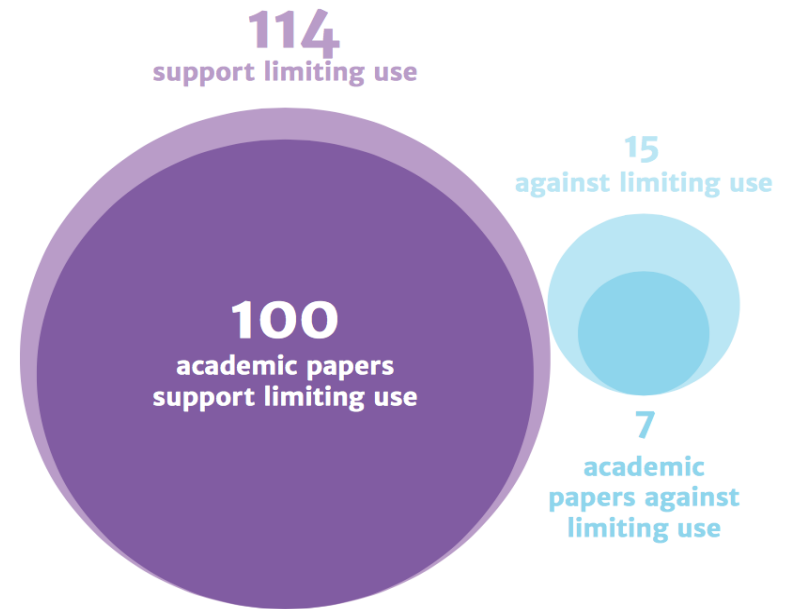 114
support limiting use
15
against limiting use
100
academic papers
support limiting use
7
academic
papers against
limiting use